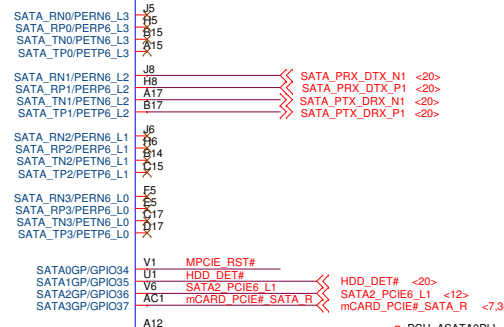 SATA_RN0/PERN6_L3 J5
SATA_RP0/PERP6_L3 H5
SATA_TN0/PETN6_L3 B15
SATA_TP0/PETP6_L3 A15
SATA_RN1/PERN6_L2 J8 SATA_PRX_DTX_N1 <20>
SATA_RP1/PERP6_L2 H8 SATA_PRX_DTX_P1 <20>
SATA_TN1/PETN6_L2 A17 SATA_PTX_DRX_N1 <20>
SATA_TP1/PETP6_L2 B17 SATA_PTX_DRX_P1 <20>
SATA_RN2/PERN6_L1 J6
SATA_RP2/PERP6_L1 H6
SATA_TN2/PETN6_L1 B14
SATA_TP2/PETP6_L1 C15
SATA_RN3/PERN6_L0 F5
SATA_RP3/PERP6_L0 E5
SATA_TN3/PETN6_L0 C17
SATA_TP3/PETP6_L0 D17
SATA0GP/GPIO34 V1 MPCIE_RST#
SATA1GP/GPIO35 U1 HDD_DET# HDD_DET# <20>
SATA2GP/GPIO36 V6 SATA2_PCIE6_L1 SATA2_PCIE6_L1 <12>
SATA3GP/GPIO37 AC1 mCARD_PCIE#_SATA_R mCARD_PCIE#_SATA_R <7,3
A12